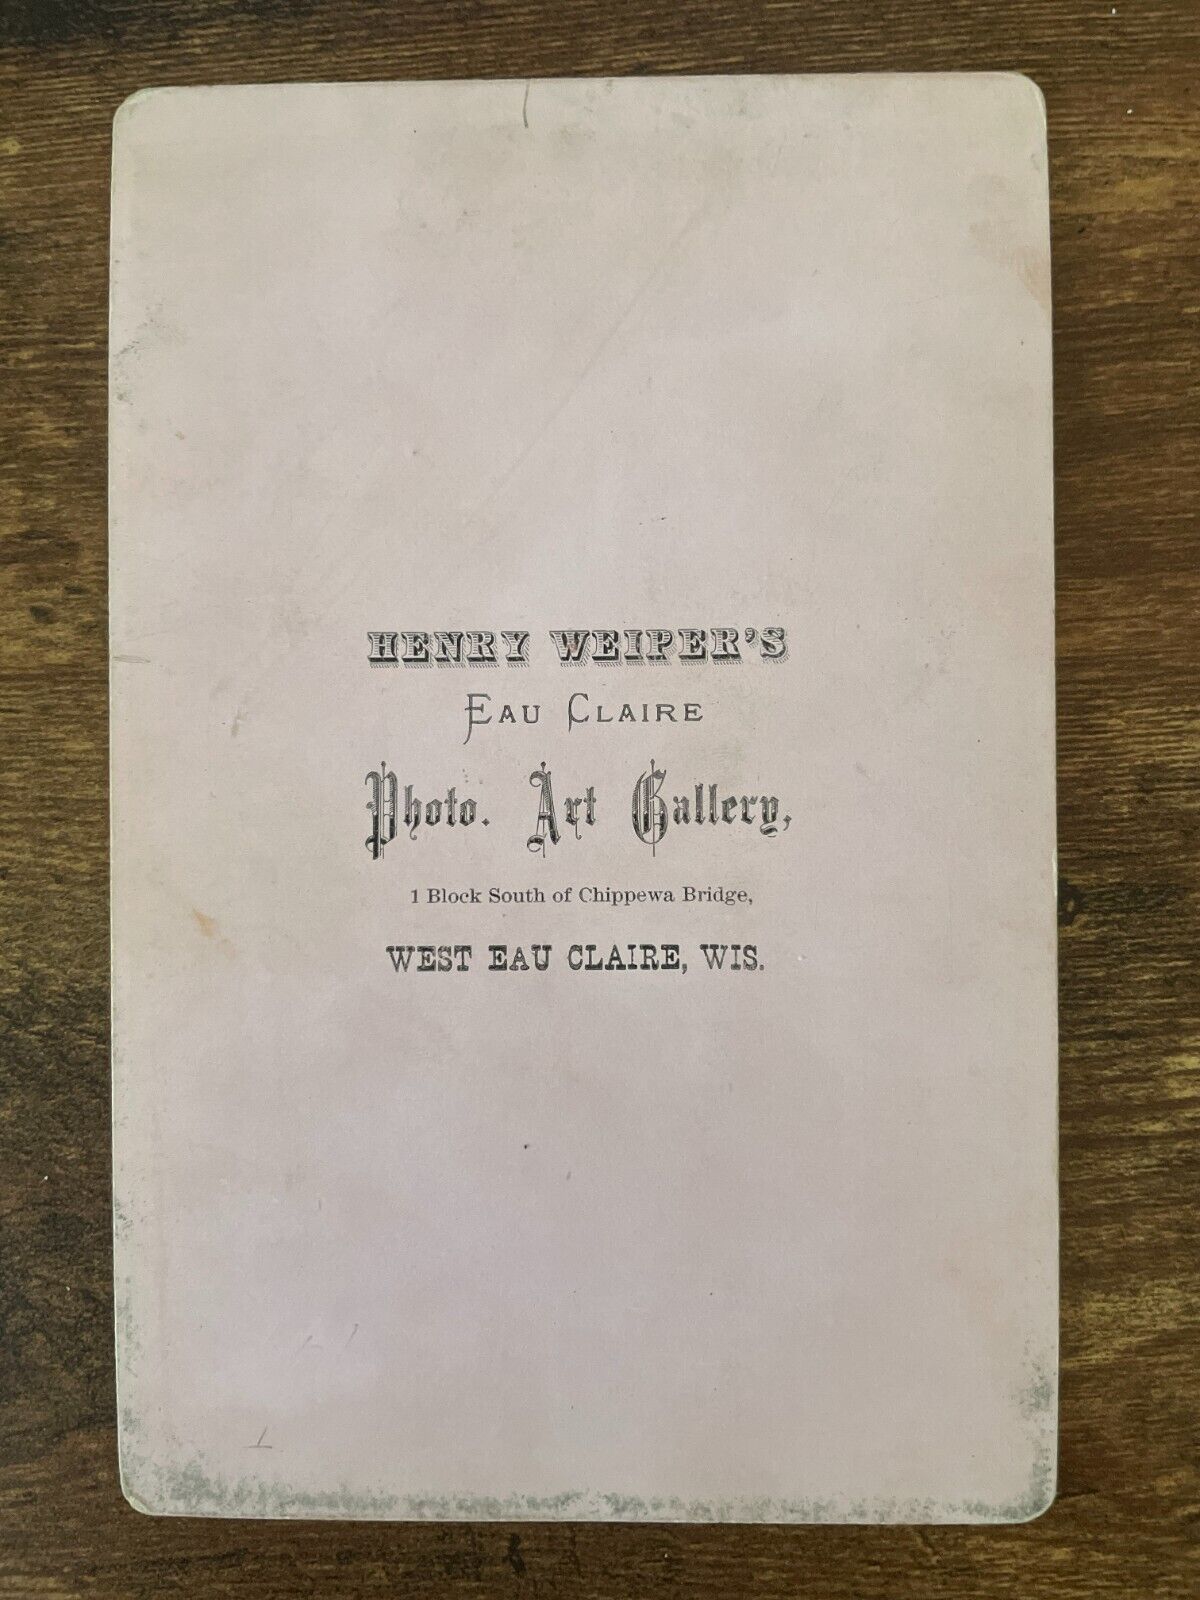 HENRY WEIPER'S
EAU CLAIRE
Photo. Art Gallery,
1 Block South of Chippewa Bridge,
WEST EAU CLAIRE, WIS.